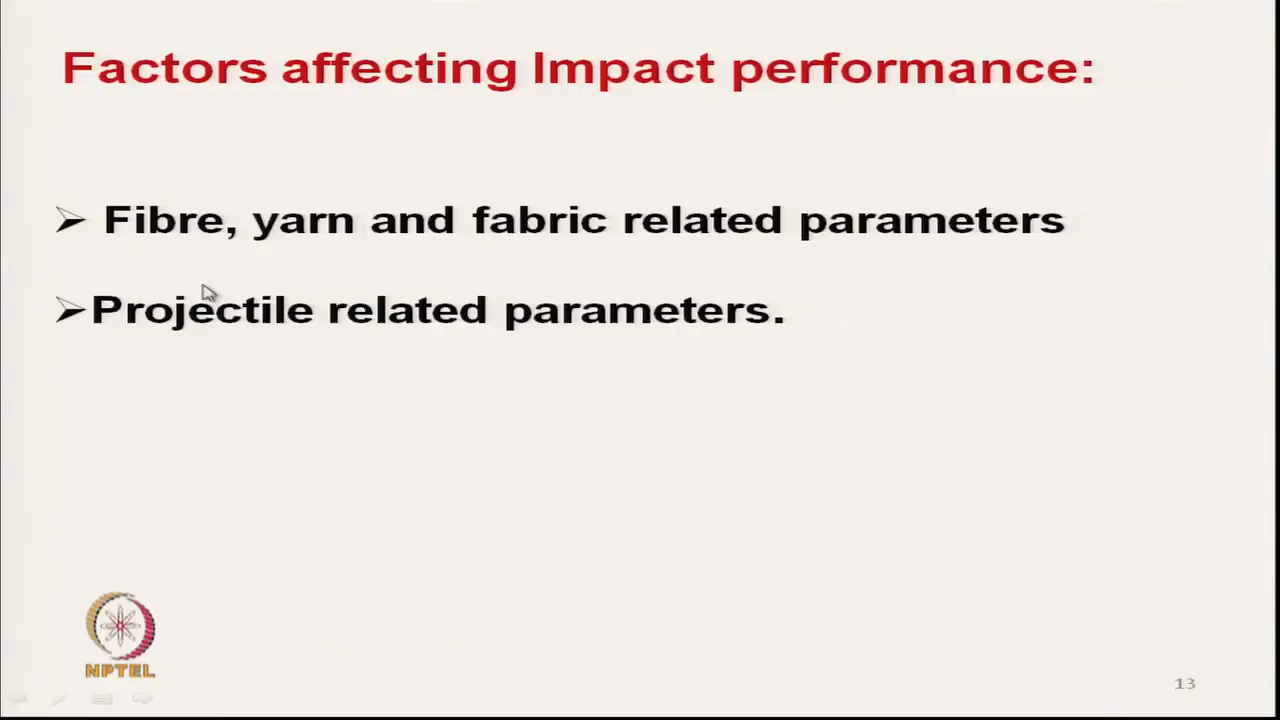 Factors affecting Impact performance:
➢ Fibre, yarn and fabric related parameters
➢Projectile related parameters.
NPTEL
13